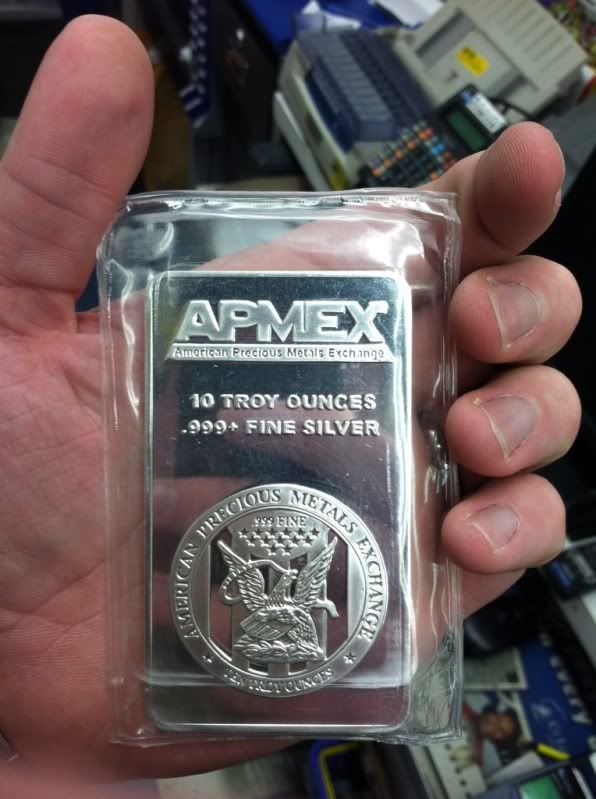 APMEX
American Precious Metals Exchange
10 TROY OUNCES
.999+ FINE SILVER
AMERICAN PRECIOUS METALS EXCHANGE
.999 FINE
TEN TROY OUNCES